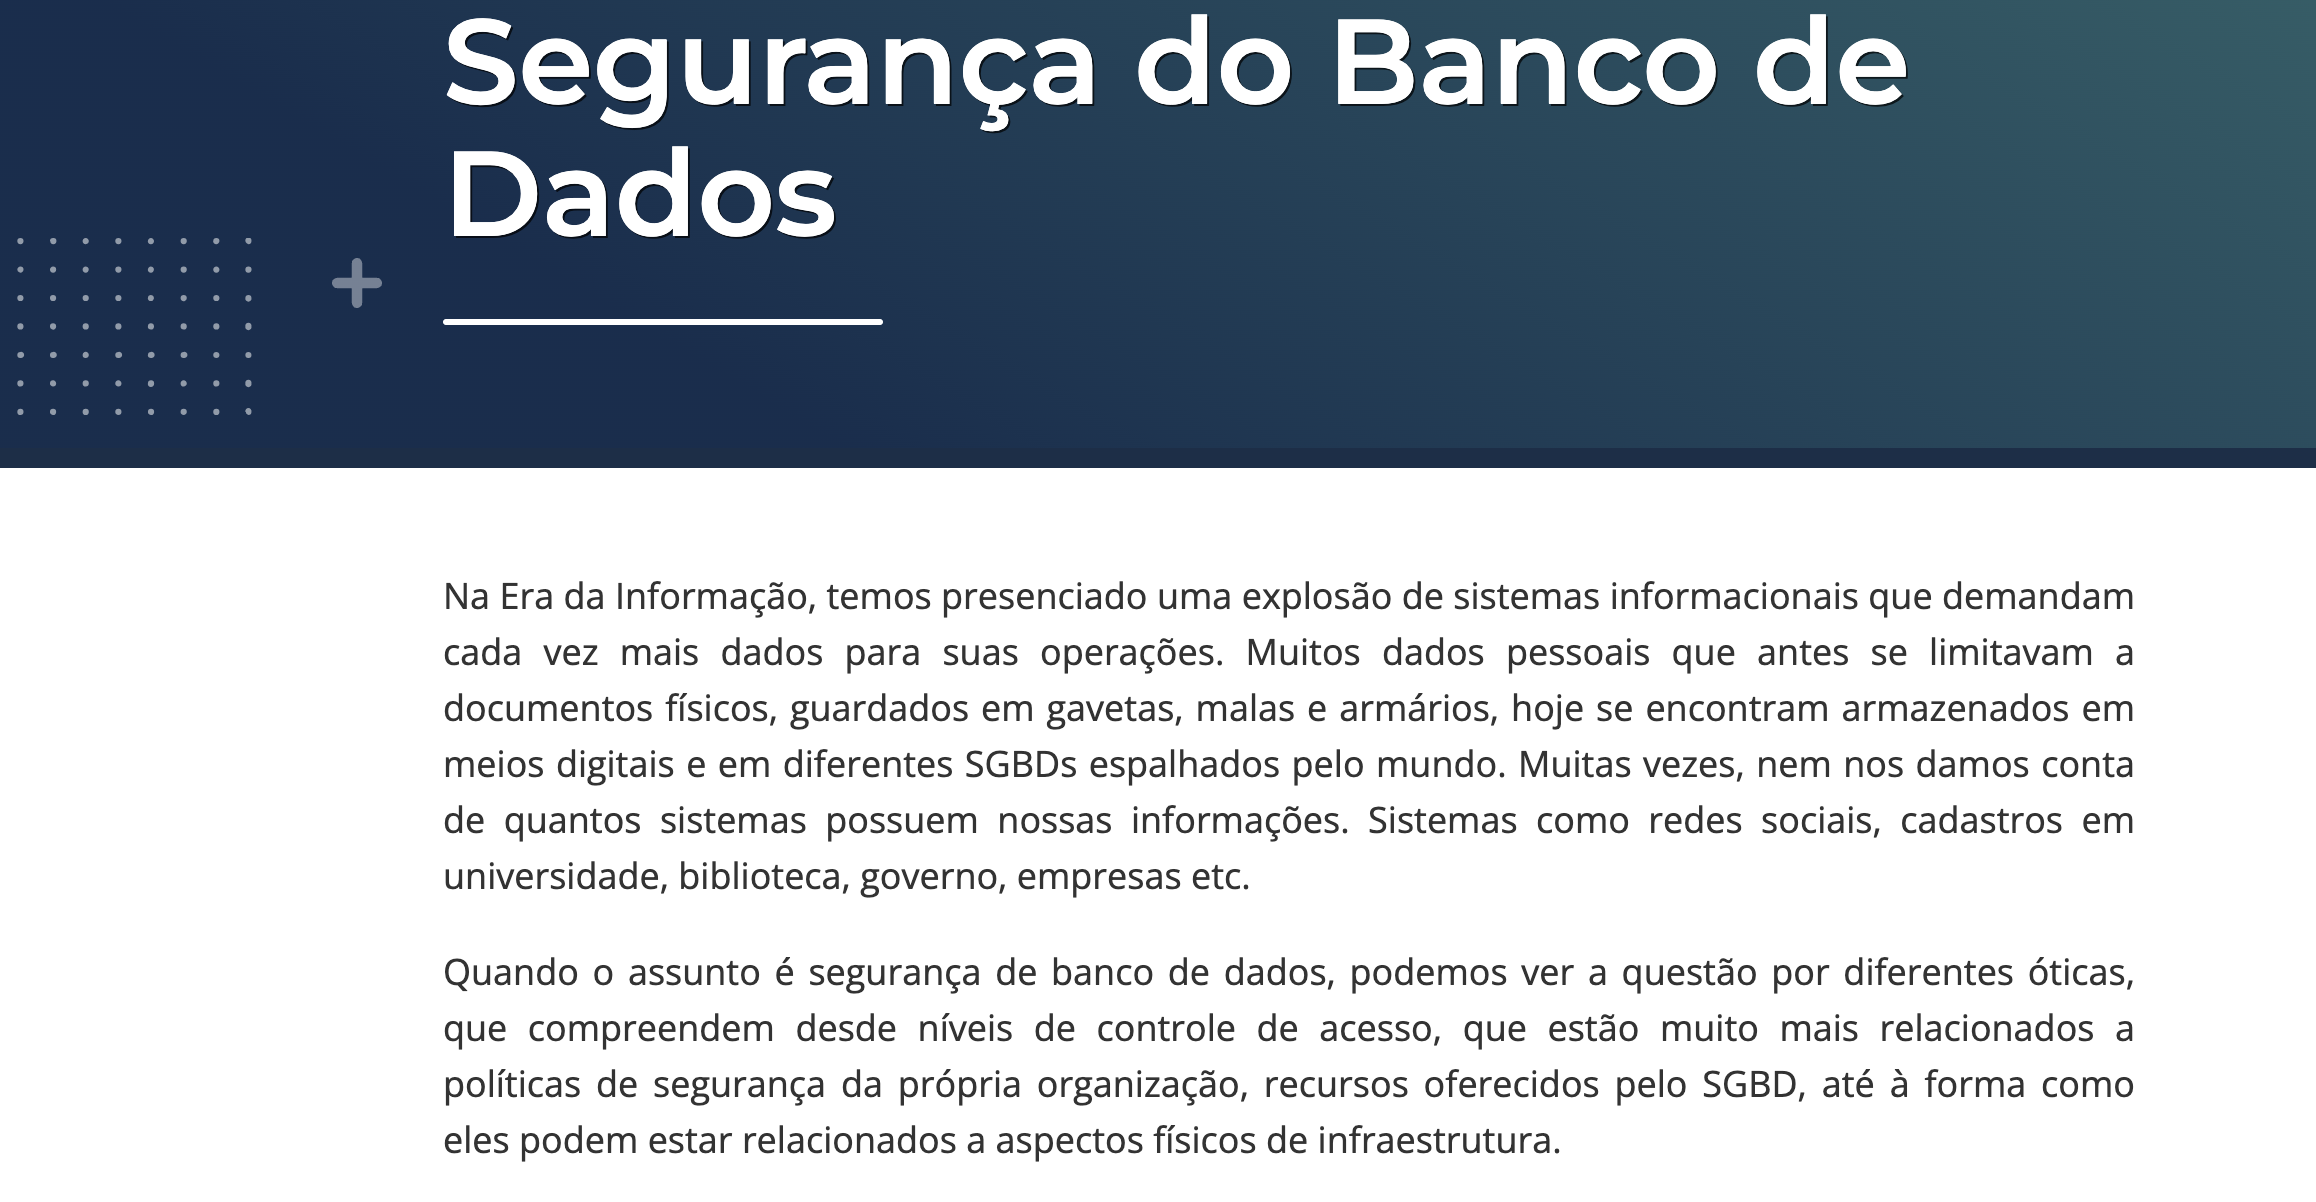 Segurança do Banco de
Dados
Na Era da Informação, temos presenciado uma explosão de sistemas informacionais que demandam
cada vez mais dados para suas operações. Muitos dados pessoais que antes se limitavam a
documentos físicos, guardados em gavetas, malas e armários, hoje se encontram armazenados em
meios digitais e em diferentes SGBDs espalhados pelo mundo. Muitas vezes, nem nos damos conta
de quantos sistemas possuem nossas informações. Sistemas como redes sociais, cadastros em
universidade, biblioteca, governo, empresas etc.
Quando o assunto é segurança de banco de dados, podemos ver a questão por diferentes óticas,
que compreendem desde níveis de controle de acesso, que estão muito mais relacionados a
políticas de segurança da própria organização, recursos oferecidos pelo SGBD, até à forma como
eles podem estar relacionados a aspectos físicos de infraestrutura.